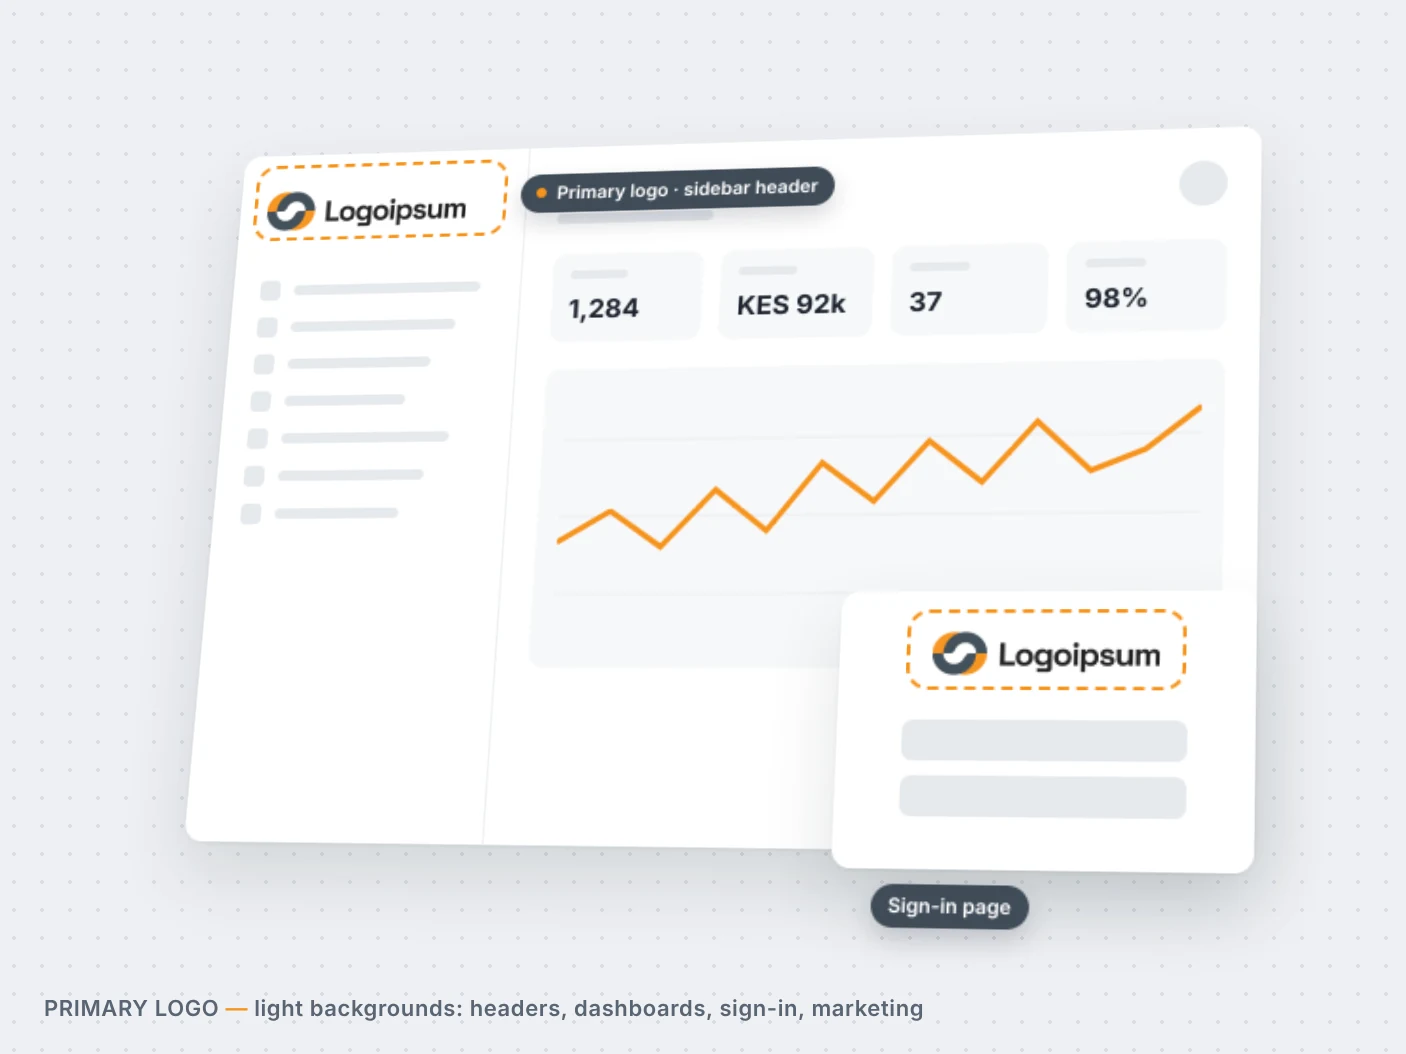 Logoipsum
Primary logo · sidebar header
1,284
KES 92k
37
98%
Logoipsum
Sign-in page
PRIMARY LOGO — light backgrounds: headers, dashboards, sign-in, marketing